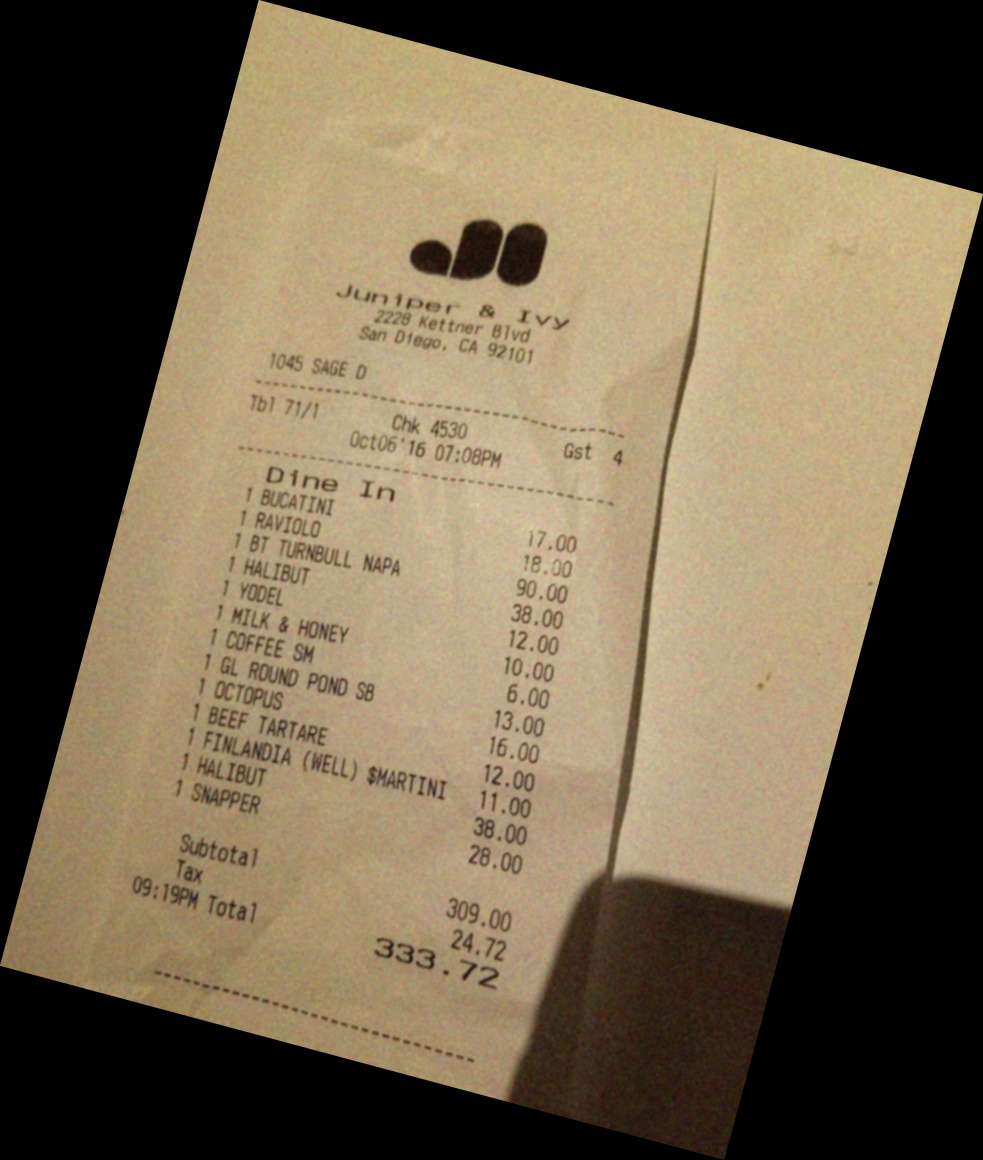 Juniper & Ivy
2228 Kettner Blvd
San Diego, CA 92101
1045 SAGE D
Tbl 71/1 Chk 4530 Gst 4
Oct06'16 07:08PM
Dine In
1 BUCATINI 17.00
1 RAVIOLO 18.00
1 BT TURNBULL NAPA 90.00
1 HALIBUT 38.00
1 YODEL 12.00
1 MILK & HONEY 10.00
1 COFFEE SM 6.00
1 GL ROUND POND SB 13.00
1 OCTOPUS 16.00
1 BEEF TARTARE 12.00
1 FINLANDIA (WELL) $MARTINI 11.00
1 HALIBUT 38.00
1 SNAPPER 28.00
Subtotal 309.00
Tax 24.72
09:19PM Total 333.72